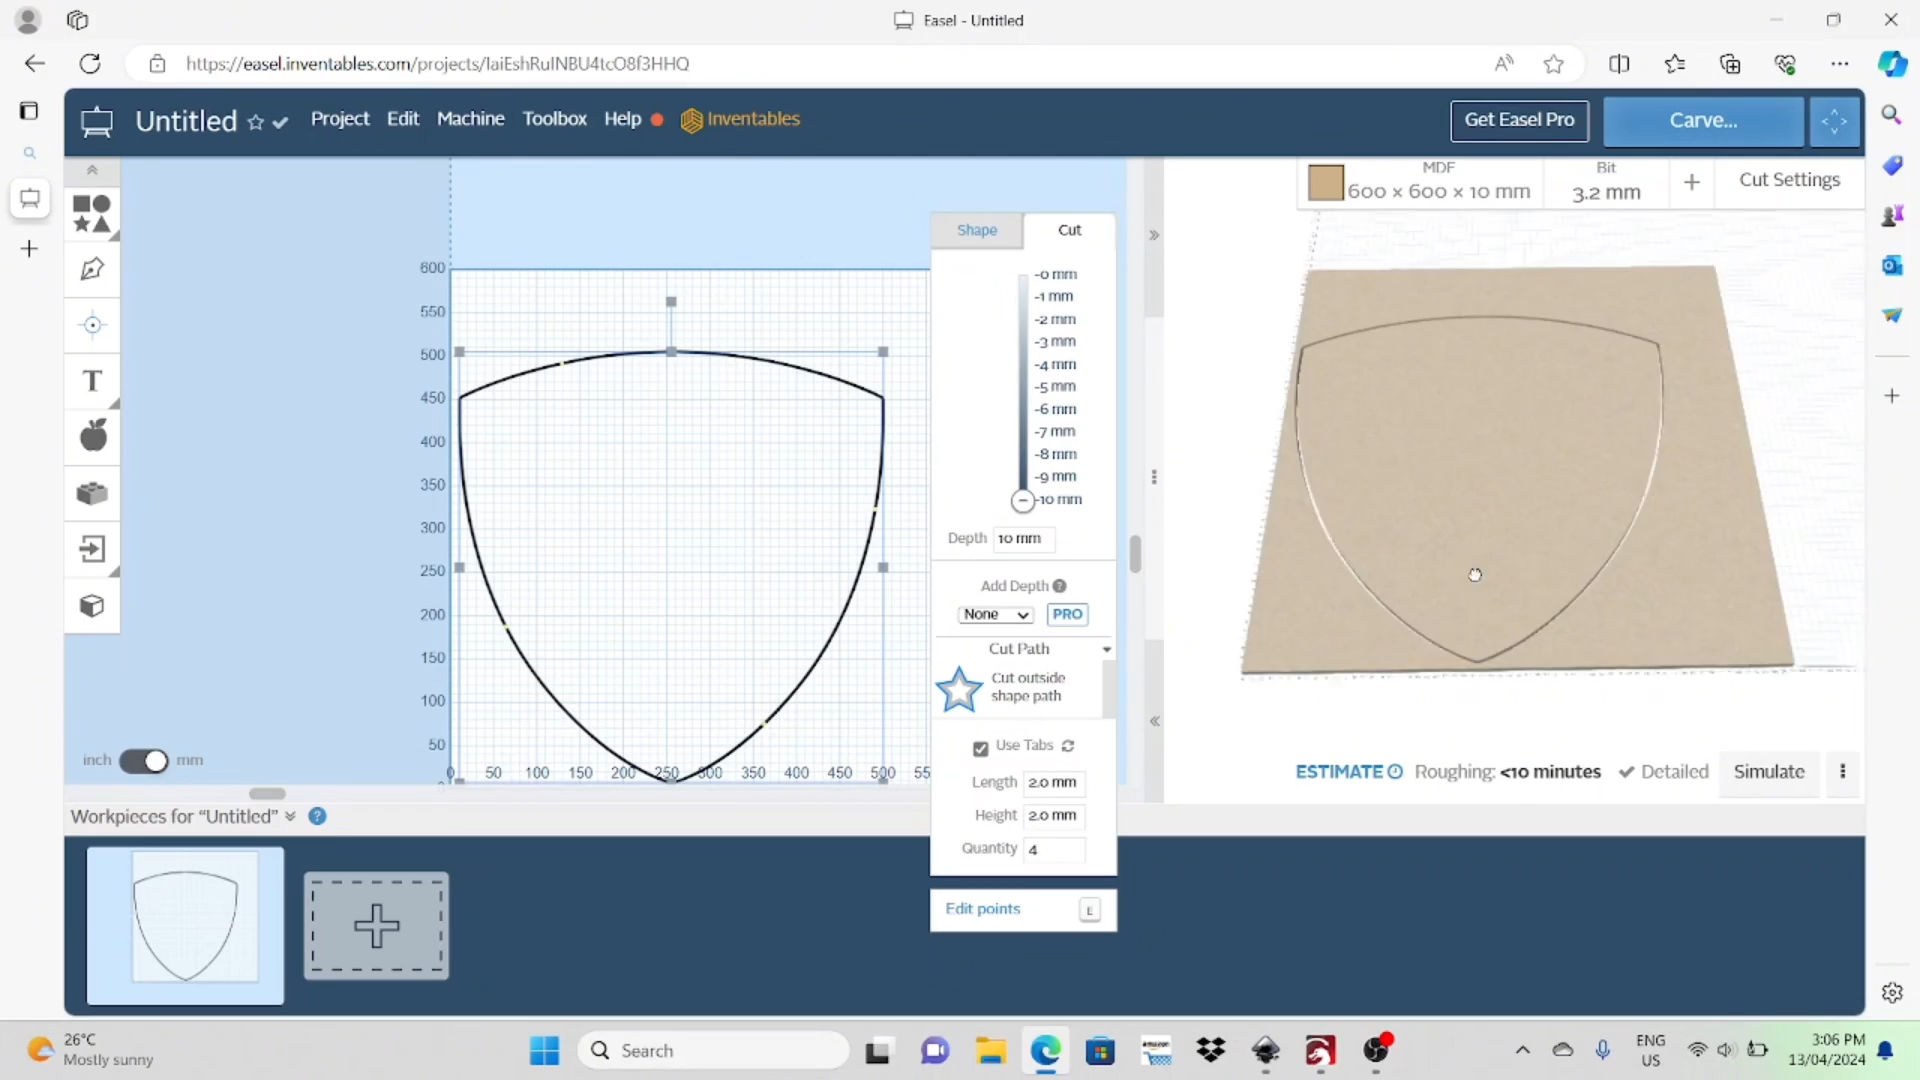 Easel - Untitled
https://easel.inventables.com/projects/IaiEshRuINBU4tcO8f3HHQ
Untitled
Project Edit Machine Toolbox Help
Inventables
Get Easel Pro
Carve...
MDF
600 × 600 × 10 mm
Bit
3.2 mm
Cut Settings
Shape
Cut
-0 mm
-1 mm
-2 mm
-3 mm
-4 mm
-5 mm
-6 mm
-7 mm
-8 mm
-9 mm
-10 mm
Depth 10 mm
Add Depth ?
None
PRO
Cut Path
Cut outside
shape path
Use Tabs
Length 2.0 mm
Height 2.0 mm
Quantity 4
Edit points E
600
550
500
450
400
350
300
250
200
150
100
50
0 50 100 150 200 250 300 350 400 450 500
T
inch mm
ESTIMATE Roughing: <10 minutes Detailed
Simulate
Workpieces for "Untitled" ?
26°C
Mostly sunny
Search
amazon
ENG
US
3:06 PM
13/04/2024